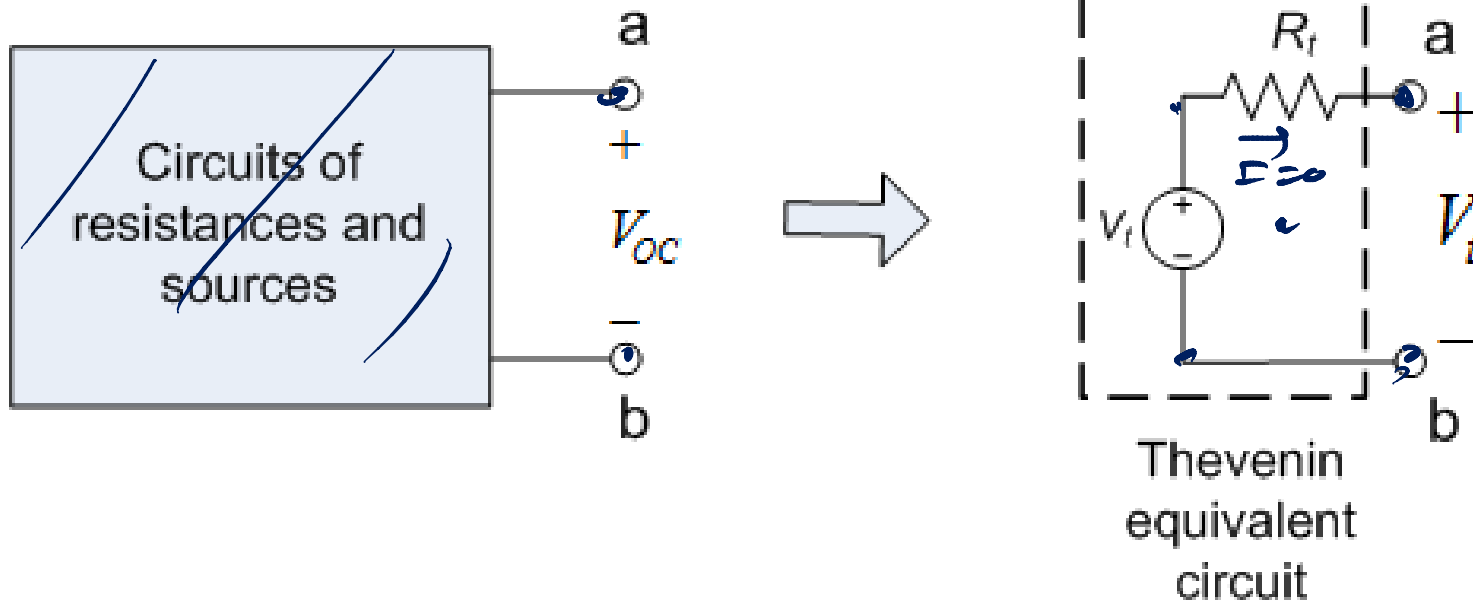 a
Circuits of
resistances and
sources
+
V_OC
−
b
R_t
a
+
I=0
V_t
+
−
V
−
b
Thevenin
equivalent
circuit